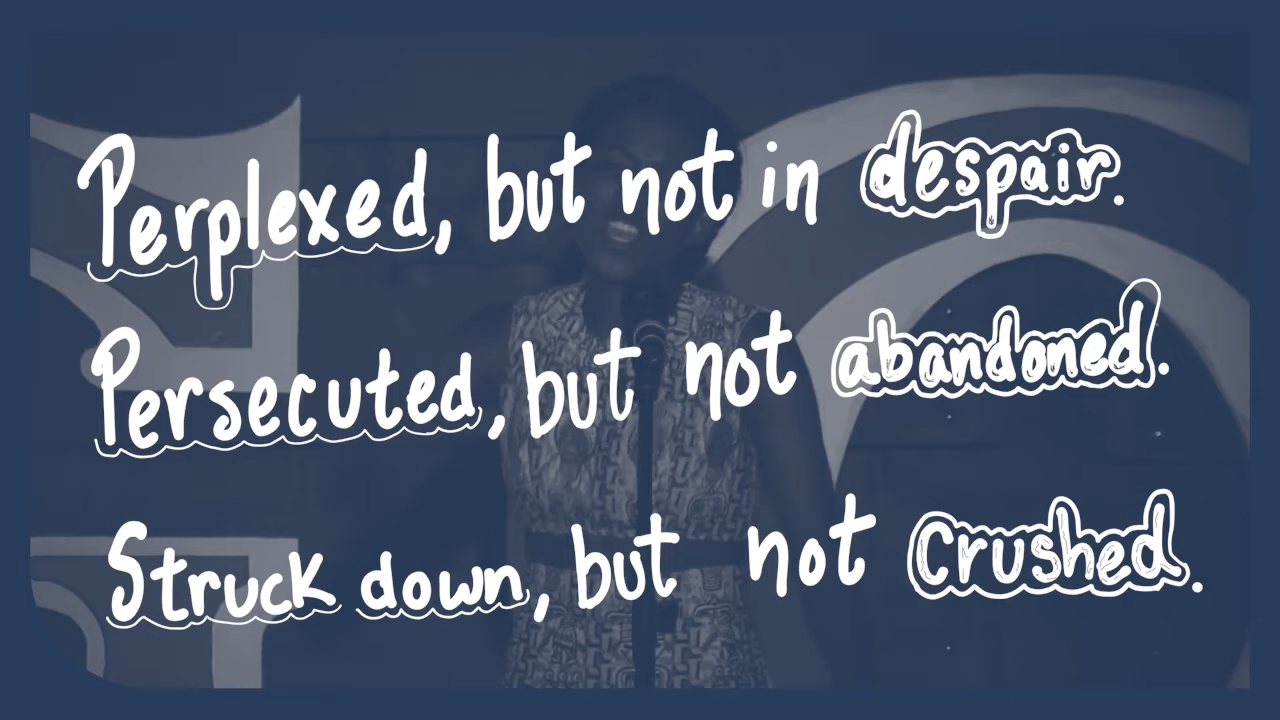 Perplexed, but not in despair.
Persecuted, but not abandoned.
Struck down, but not Crushed.